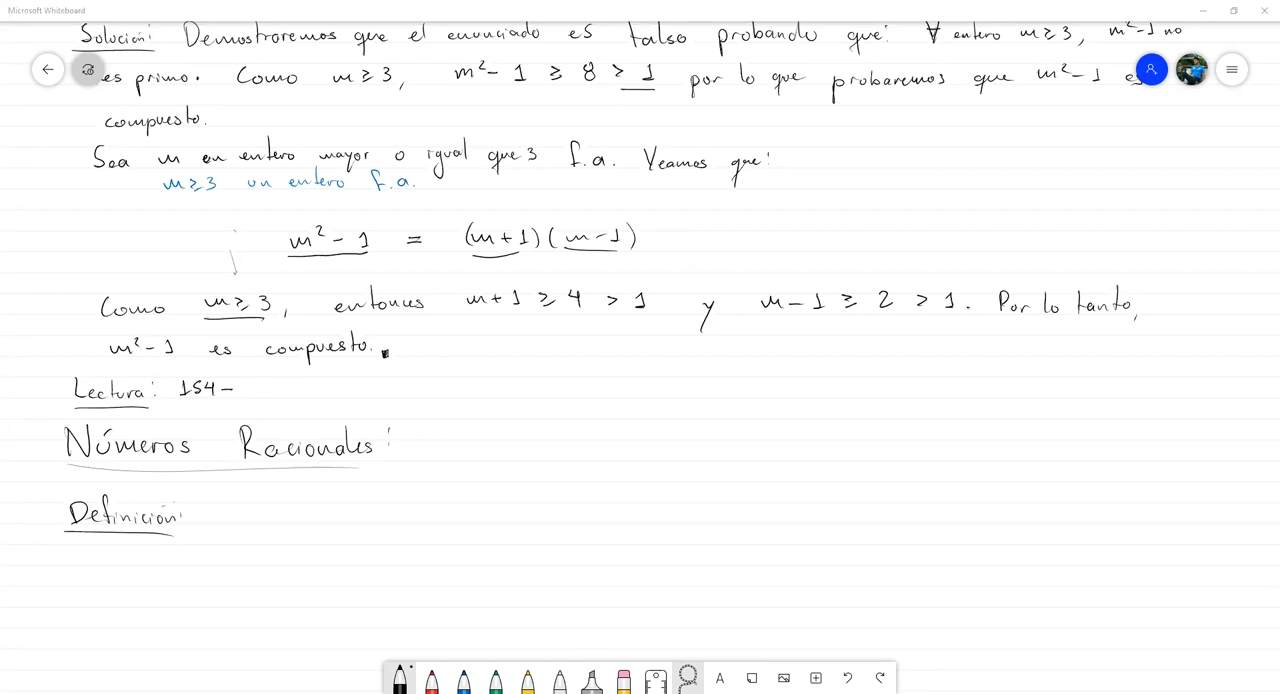 Microsoft Whiteboard
Solución: Demostraremos que el enunciado es falso probando que: ∀ entero m ≥ 3, m² - 1 no
es primo. Como m ≥ 3, m² - 1 ≥ 8 > 1 por lo que probaremos que m² - 1 es
compuesto.
Sea m en entero mayor o igual que 3 f.a. Veamos que:
m ≥ 3 un entero f.a.
m² - 1 = (m+1)(m-1)
Como m ≥ 3, entonces m+1 ≥ 4 > 1 y m-1 ≥ 2 > 1. Por lo tanto,
m² - 1 es compuesto.
Lectura: 154 -
Números Racionales:
Definición: